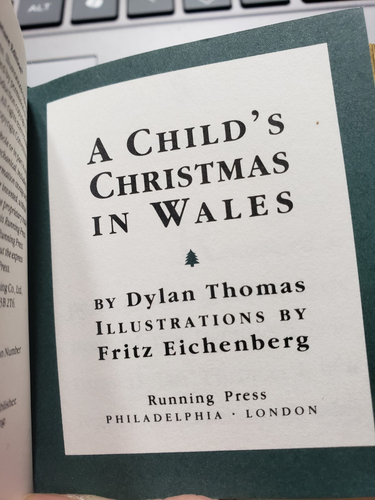 ALT
A CHILD'S
CHRISTMAS
IN WALES
BY Dylan Thomas
ILLUSTRATIONS BY
Fritz Eichenberg
Running Press
PHILADELPHIA · LONDON